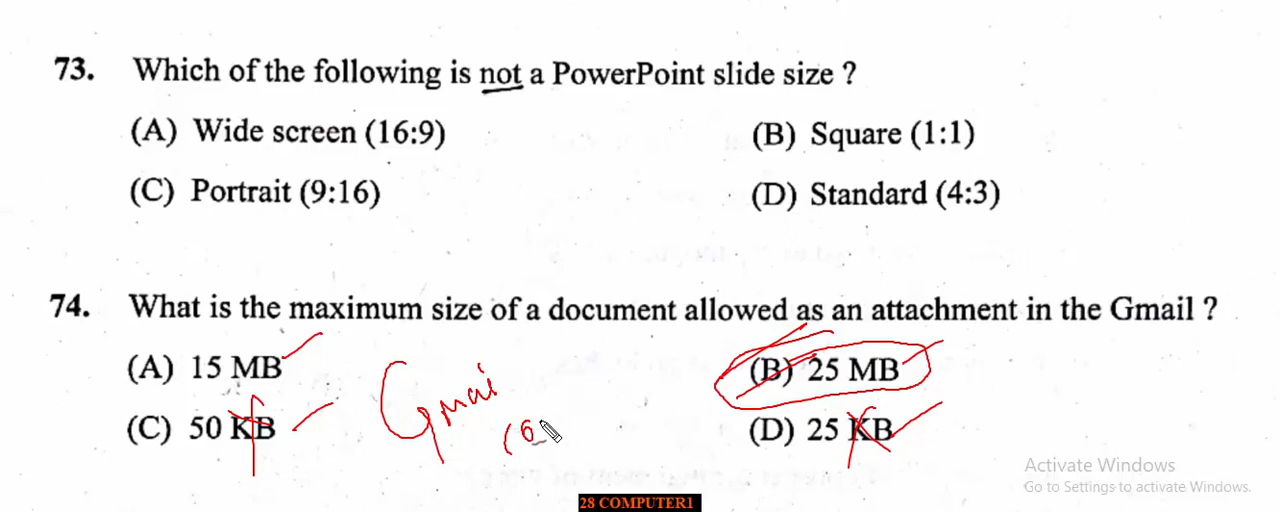 73. Which of the following is not a PowerPoint slide size ?
(A) Wide screen (16:9)
(B) Square (1:1)
(C) Portrait (9:16)
(D) Standard (4:3)
74. What is the maximum size of a document allowed as an attachment in the Gmail ?
(A) 15 MB
(B) 25 MB
(C) 50 KB
(D) 25 KB
Gmai
(6
Activate Windows
Go to Settings to activate Windows.
28 COMPUTER1